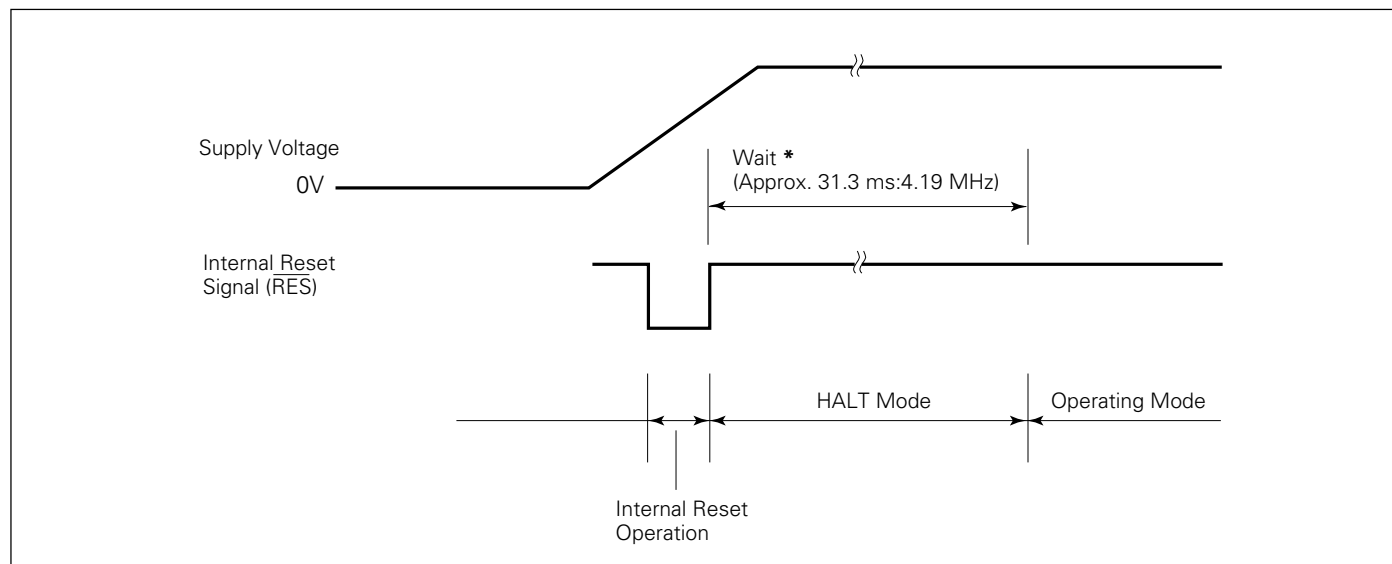 Supply Voltage
0V
Wait *
(Approx. 31.3 ms:4.19 MHz)
Internal Reset
Signal (RES)
HALT Mode
Operating Mode
Internal Reset
Operation